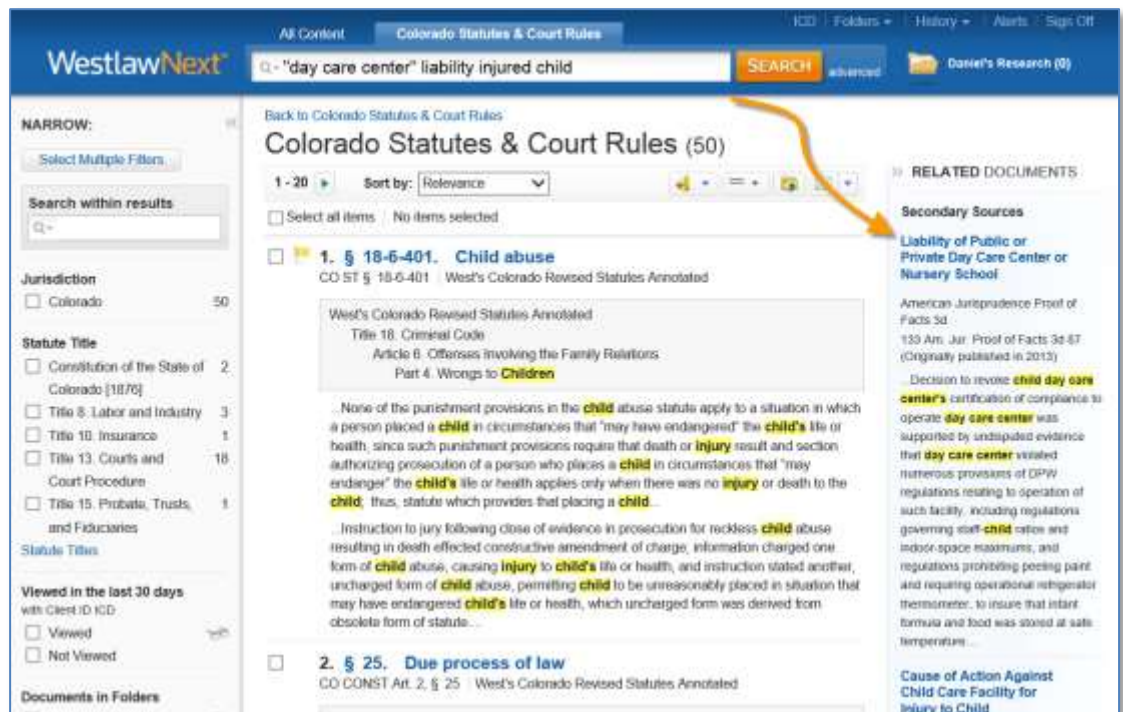 ICD Folders History Alerts Sign Off
All Content Colorado Statutes & Court Rules
WestlawNext
"day care center" liability injured child
SEARCH advanced
Daniel's Research (0)
NARROW:
Select Multiple Filters
Search within results
Jurisdiction
Colorado 50
Statute Title
Constitution of the State of 2
Colorado [1876]
Title 8. Labor and Industry 3
Title 10. Insurance 1
Title 13. Courts and 18
Court Procedure
Title 15. Probate, Trusts, 1
and Fiduciaries
Statute Titles
Viewed in the last 30 days
with Client ID ICD
Viewed
Not Viewed
Documents in Folders
Back to Colorado Statutes & Court Rules
Colorado Statutes & Court Rules (50)
1 - 20 Sort by: Relevance
Select all items No items selected
1. § 18-6-401. Child abuse
CO ST § 18-6-401 West's Colorado Revised Statutes Annotated
West's Colorado Revised Statutes Annotated
Title 18. Criminal Code
Article 6. Offenses Involving the Family Relations
Part 4. Wrongs to Children
...None of the punishment provisions in the child abuse statute apply to a situation in which
a person placed a child in circumstances that "may have endangered" the child's life or
health, since such punishment provisions require that death or injury result and section
authorizing prosecution of a person who places a child in circumstances that "may
endanger" the child's life or health applies only when there was no injury or death to the
child; thus, statute which provides that placing a child...
...Instruction to jury following close of evidence in prosecution for reckless child abuse
resulting in death effected constructive amendment of charge; information charged one
form of child abuse, causing injury to child's life or health, and instruction stated another,
uncharged form of child abuse, permitting child to be unreasonably placed in situation that
may have endangered child's life or health, which uncharged form was derived from
obsolete form of statute...
2. § 25. Due process of law
CO CONST Art. 2, § 25 West's Colorado Revised Statutes Annotated
RELATED DOCUMENTS
Secondary Sources
Liability of Public or
Private Day Care Center or
Nursery School
American Jurisprudence Proof of
Facts 3d
133 Am. Jur. Proof of Facts 3d 67
(Originally published in 2013)
...Decision to revoke child day care
center's certification of compliance to
operate day care center was
supported by undisputed evidence
that day care center violated
numerous provisions of DPW
regulations relating to operation of
such facility, including regulations
governing staff-child ratios and
indoor-space maximums, and
regulations prohibiting peeling paint
and requiring operational refrigerator
thermometer, to insure that infant
formula and food was stored at safe
temperature...
Cause of Action Against
Child Care Facility for
Injury to Child